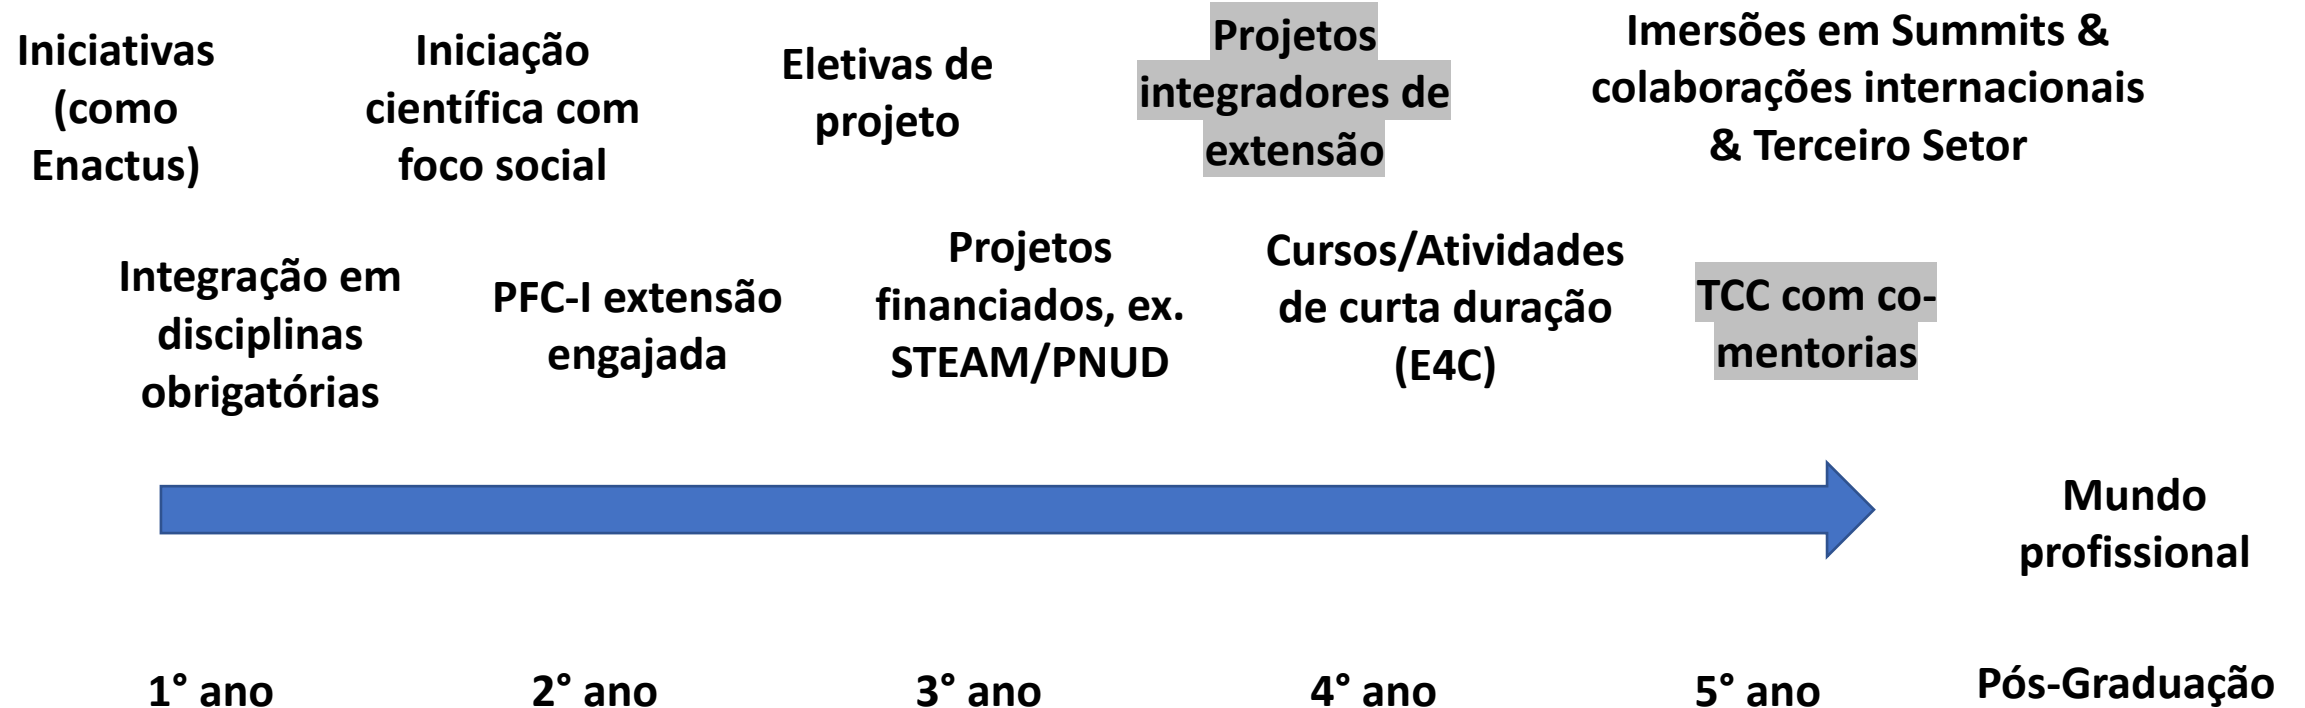 Iniciativas
(como
Enactus)
Iniciação
científica com
foco social
Eletivas de
projeto
Projetos
integradores de
extensão
Imersões em Summits &
colaborações internacionais
& Terceiro Setor
Integração em
disciplinas
obrigatórias
PFC-I extensão
engajada
Projetos
financiados, ex.
STEAM/PNUD
Cursos/Atividades
de curta duração
(E4C)
TCC com co-
mentorias
Mundo
profissional
1° ano
2° ano
3° ano
4° ano
5° ano
Pós-Graduação